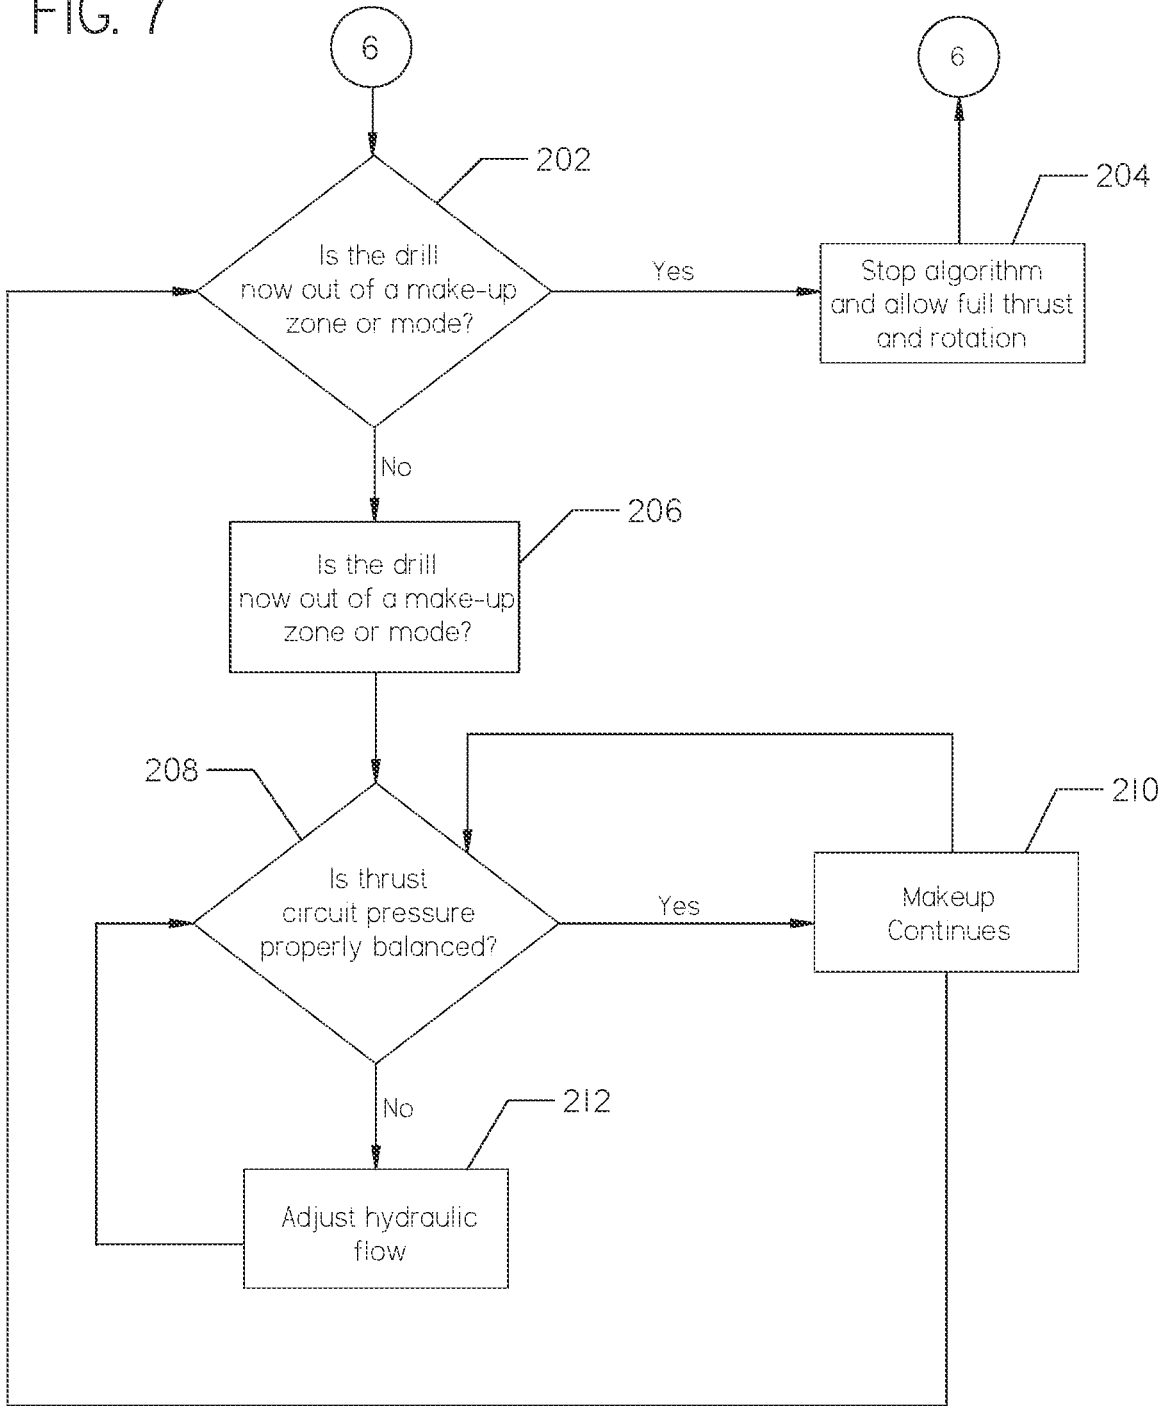 FIG. 7
6
6
202
204
Is the drill
now out of a make-up
zone or mode?
Yes
Stop algorithm
and allow full thrust
and rotation
No
206
Is the drill
now out of a make-up
zone or mode?
208
210
Is thrust
circuit pressure
properly balanced?
Yes
Makeup
Continues
No
212
Adjust hydraulic
flow